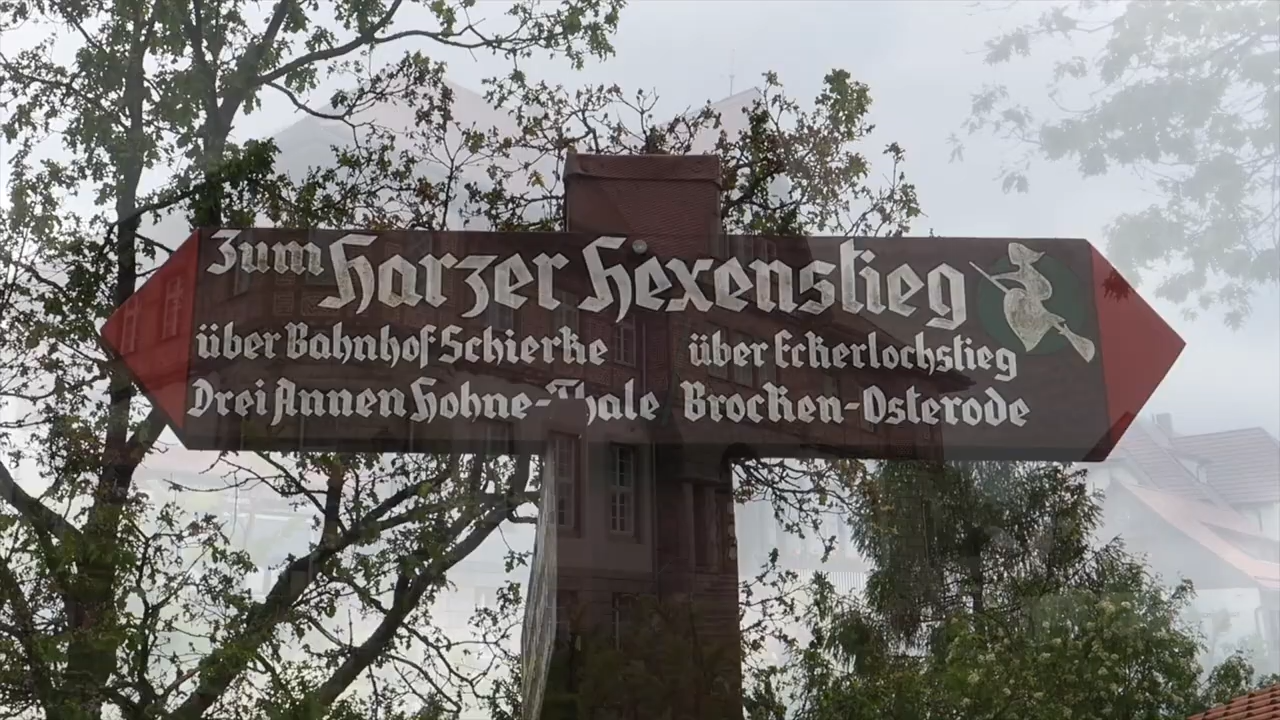 Zum Harzer Hexenstieg
über Bahnhof Schierke über Eckerlochstieg
Drei Annen Hohne-Thale Brocken-Osterode